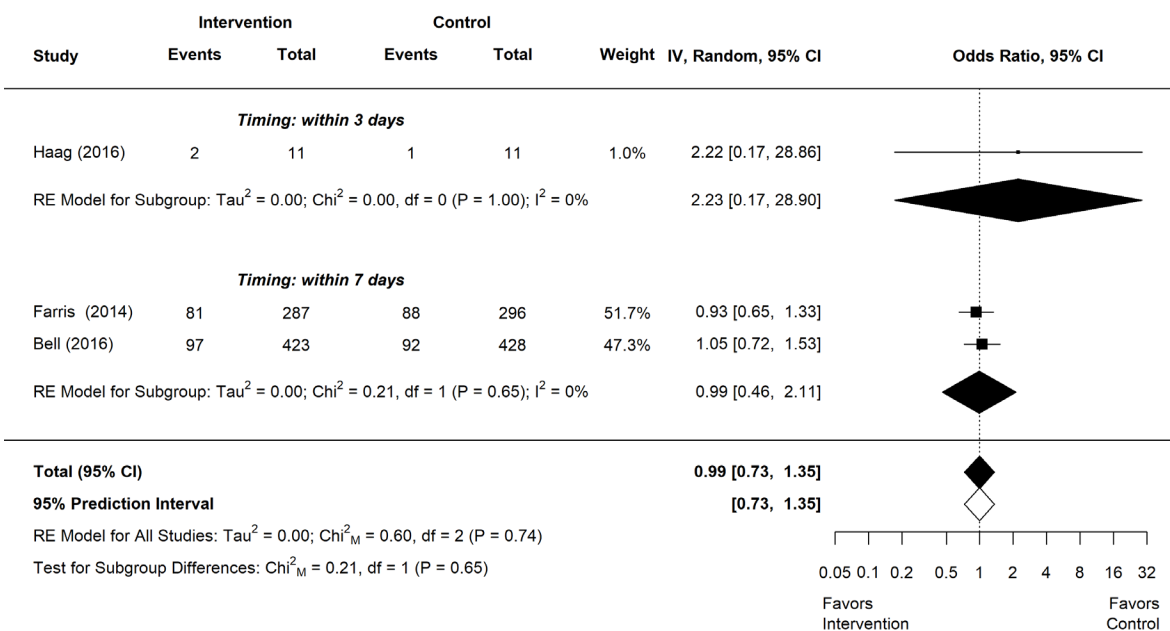 Intervention Control
Study Events Total Events Total Weight IV, Random, 95% CI Odds Ratio, 95% CI
Timing: within 3 days
Haag (2016) 2 11 1 11 1.0% 2.22 [0.17, 28.86]
RE Model for Subgroup: Tau² = 0.00; Chi² = 0.00, df = 0 (P = 1.00); I² = 0% 2.23 [0.17, 28.90]
Timing: within 7 days
Farris (2014) 81 287 88 296 51.7% 0.93 [0.65, 1.33]
Bell (2016) 97 423 92 428 47.3% 1.05 [0.72, 1.53]
RE Model for Subgroup: Tau² = 0.00; Chi² = 0.21, df = 1 (P = 0.65); I² = 0% 0.99 [0.46, 2.11]
Total (95% CI) 0.99 [0.73, 1.35]
95% Prediction Interval [0.73, 1.35]
RE Model for All Studies: Tau² = 0.00; Chi²M = 0.60, df = 2 (P = 0.74)
Test for Subgroup Differences: Chi²M = 0.21, df = 1 (P = 0.65)
0.05 0.1 0.2 0.5 1 2 4 8 16 32
Favors Favors
Intervention Control